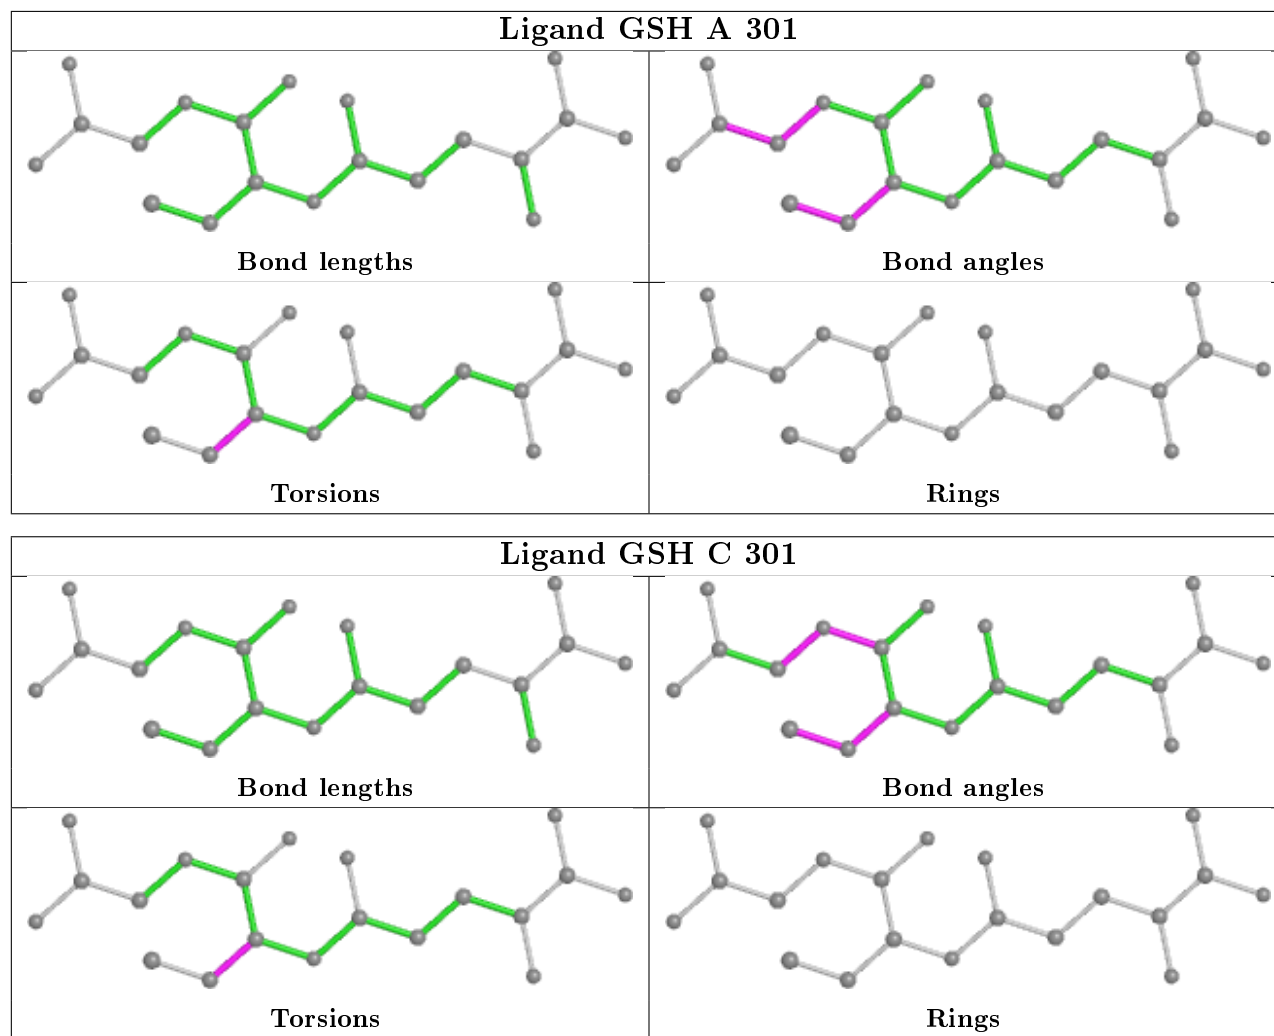 Ligand GSH A 301
Bond lengths
Bond angles
Torsions
Rings
Ligand GSH C 301
Bond lengths
Bond angles
Torsions
Rings